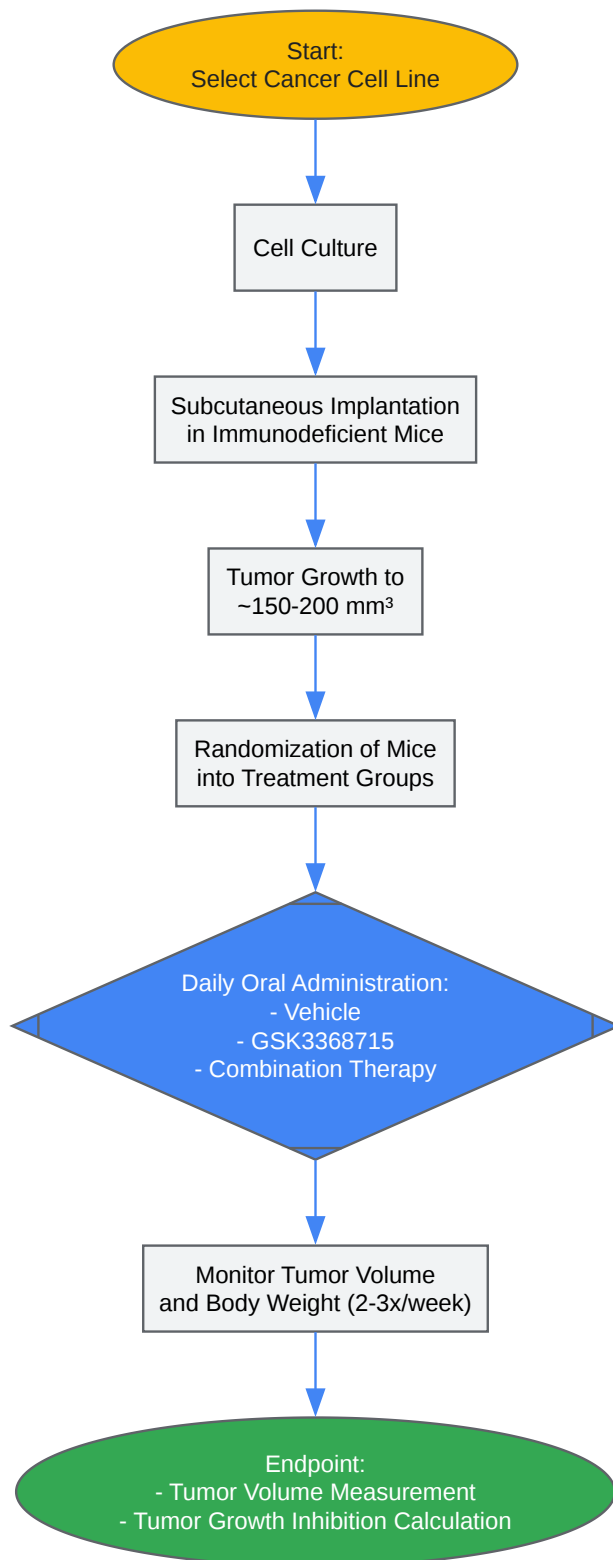 Start:
Select Cancer Cell Line
Cell Culture
Subcutaneous Implantation
in Immunodeficient Mice
Tumor Growth to
~150-200 mm³
Randomization of Mice
into Treatment Groups
Daily Oral Administration:
- Vehicle
- GSK3368715
- Combination Therapy
Monitor Tumor Volume
and Body Weight (2-3x/week)
Endpoint:
- Tumor Volume Measurement
- Tumor Growth Inhibition Calculation